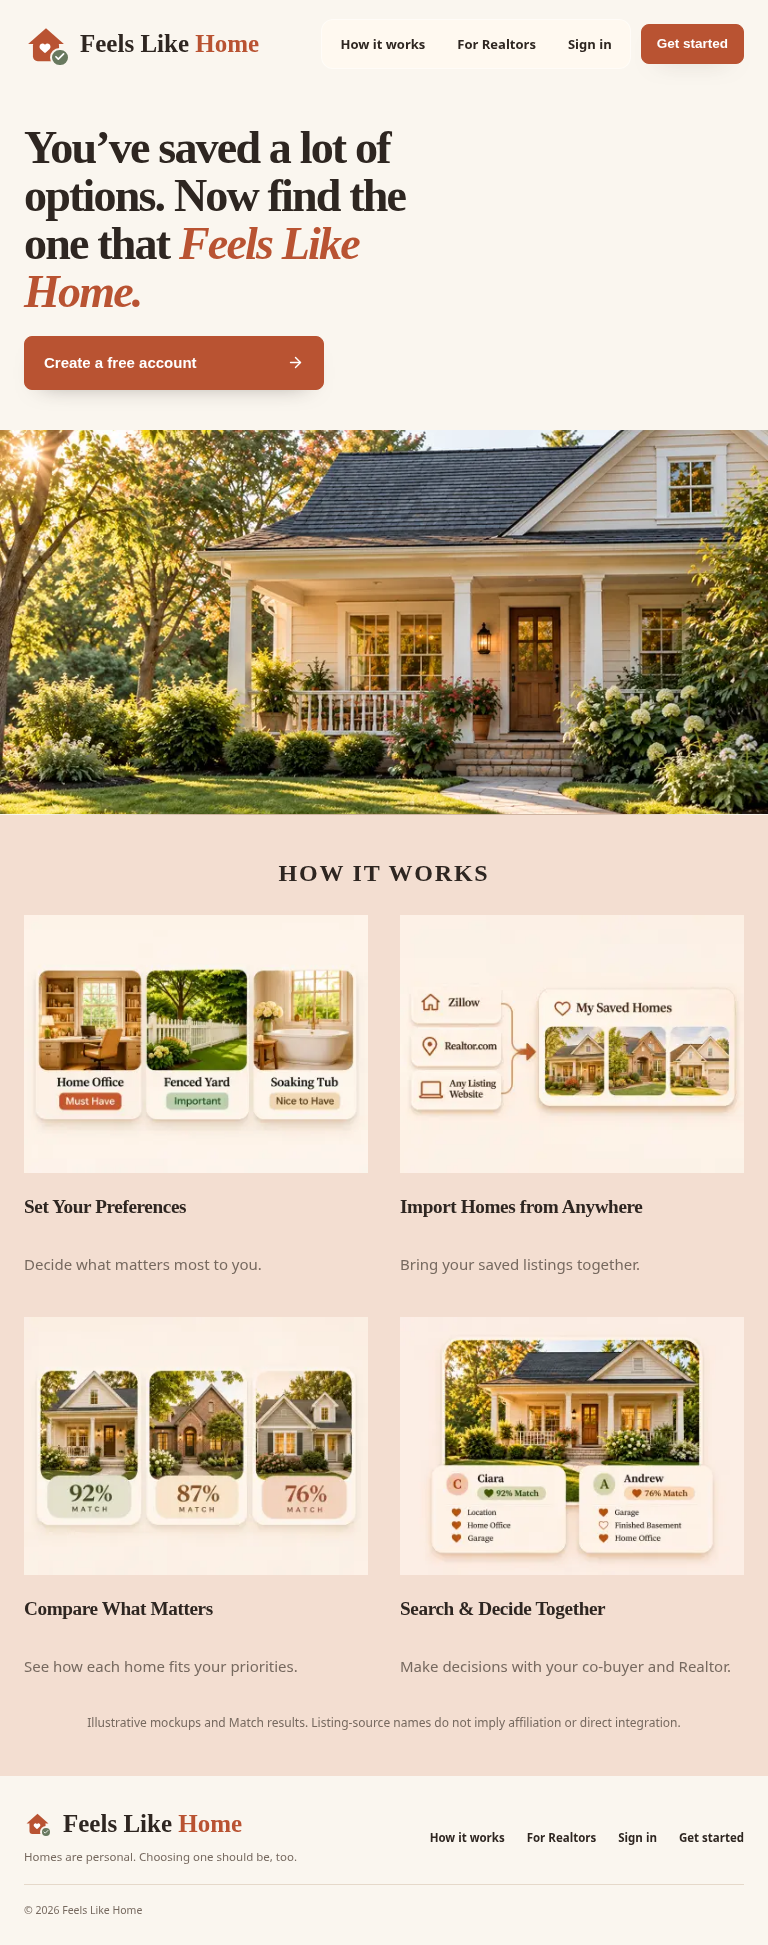 Feels Like Home
How it works
For Realtors
Sign in
Get started
You’ve saved a lot of
options. Now find the
one that Feels Like
Home.
Create a free account
HOW IT WORKS
Home Office
Must Have
Fenced Yard
Important
Soaking Tub
Nice to Have
Zillow
Realtor.com
Any Listing
Website
My Saved Homes
Set Your Preferences
Decide what matters most to you.
Import Homes from Anywhere
Bring your saved listings together.
92%
MATCH
87%
MATCH
76%
MATCH
C
Ciara
92% Match
Location
Home Office
Garage
A
Andrew
76% Match
Garage
Finished Basement
Home Office
Compare What Matters
See how each home fits your priorities.
Search & Decide Together
Make decisions with your co-buyer and Realtor.
Illustrative mockups and Match results. Listing-source names do not imply affiliation or direct integration.
Feels Like Home
Homes are personal. Choosing one should be, too.
How it works
For Realtors
Sign in
Get started
© 2026 Feels Like Home